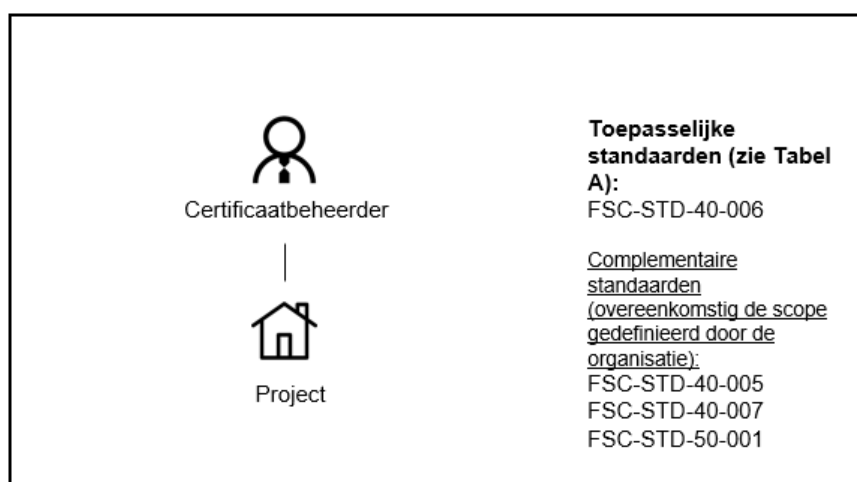 Certificaatbeheerder
Project
Toepasselijke
standaarden (zie Tabel
A):
FSC-STD-40-006
Complementaire
standaarden
(overeenkomstig de scope
gedefinieerd door de
organisatie):
FSC-STD-40-005
FSC-STD-40-007
FSC-STD-50-001